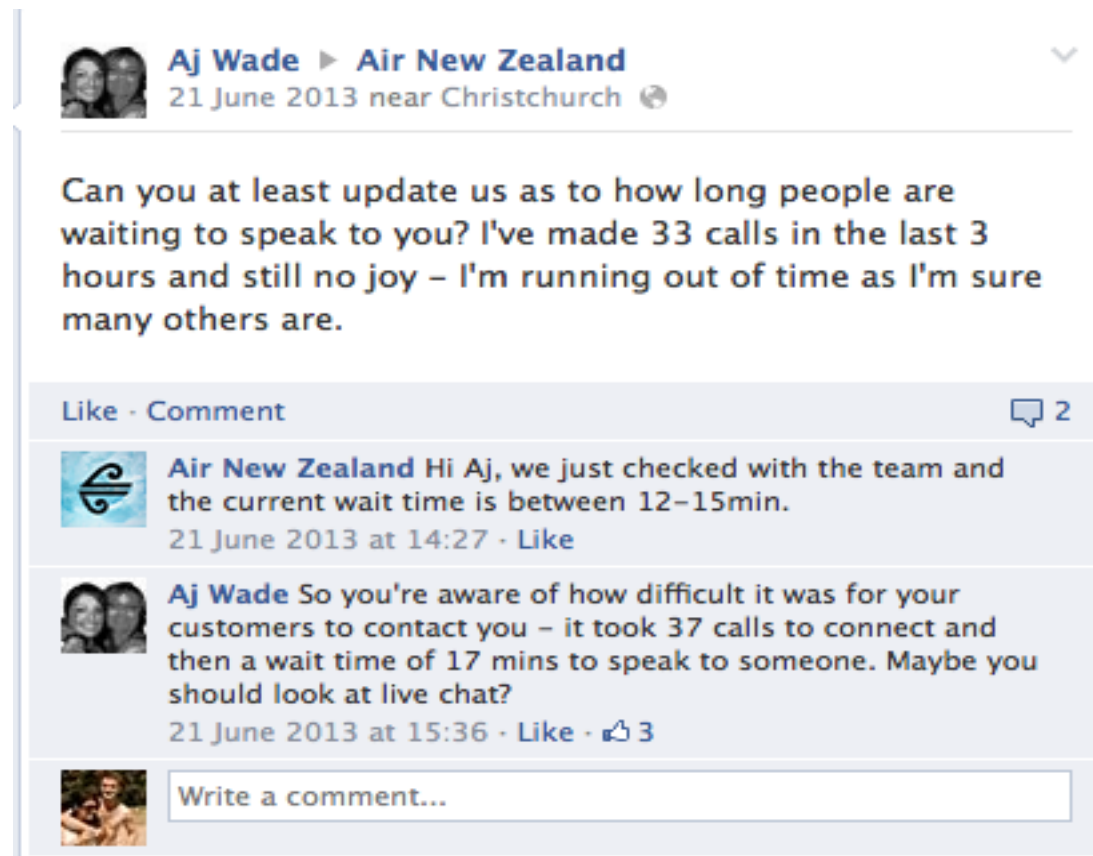 Aj Wade ▶ Air New Zealand
21 June 2013 near Christchurch
Can you at least update us as to how long people are
waiting to speak to you? I've made 33 calls in the last 3
hours and still no joy – I'm running out of time as I'm sure
many others are.
Like · Comment 2
Air New Zealand Hi Aj, we just checked with the team and
the current wait time is between 12–15min.
21 June 2013 at 14:27 · Like
Aj Wade So you're aware of how difficult it was for your
customers to contact you – it took 37 calls to connect and
then a wait time of 17 mins to speak to someone. Maybe you
should look at live chat?
21 June 2013 at 15:36 · Like · 3
Write a comment...